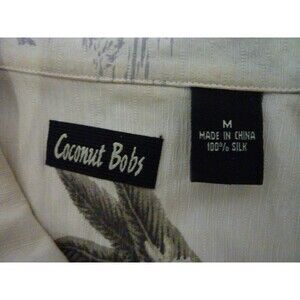 Coconut Bobs
M
MADE IN CHINA
100% SILK